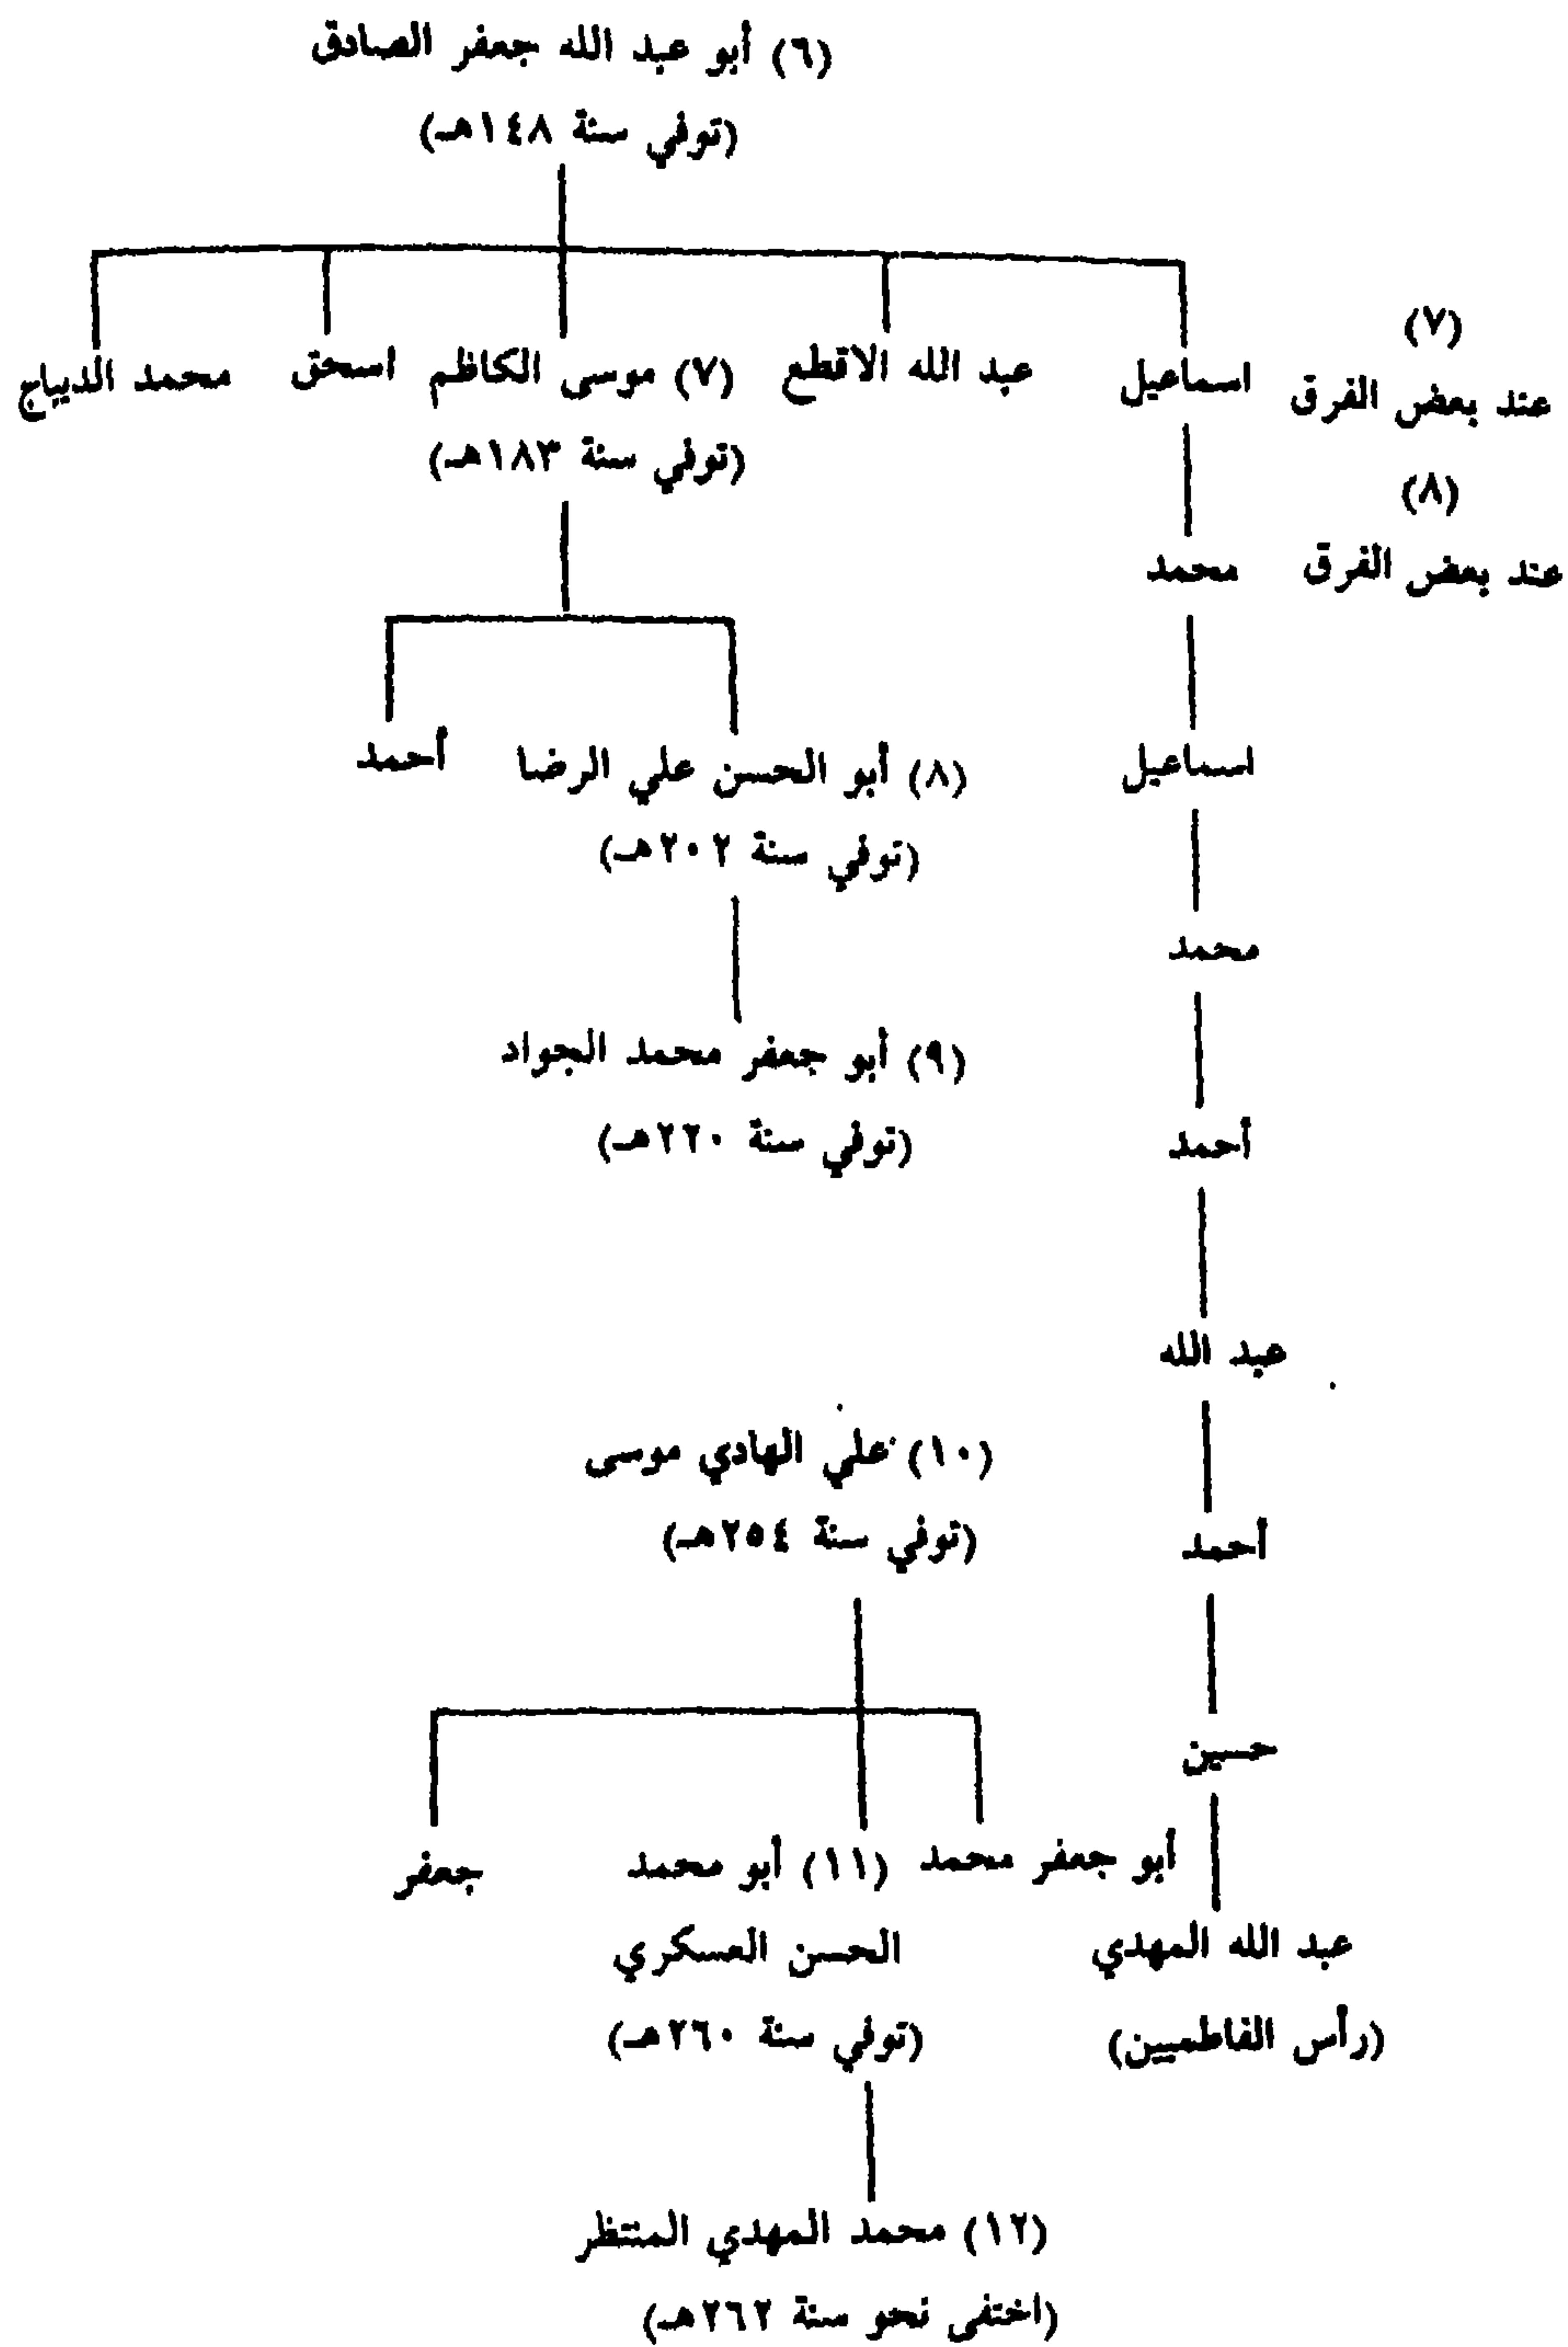 (٦) أبو عبد الله جعفر الصادق
(توفي سنة ١٤٨هـ)
(٧)
عند بعض الفرق
اسماعيل
عبد الله الاقطع
(٧) موسى الكاظم
اسحق
محمد الديباج
(توفي سنة ١٨٣هـ)
(٨)
عند بعض الفرق
محمد
اسماعيل
(٨) أبو الحسن علي الرضا
أحمد
(توفي سنة ٢٠٢هـ)
محمد
(٩) أبو جعفر محمد الجواد
(توفي سنة ٢٢٠هـ)
أحمد
عبد الله
(١٠) علي الهادي موسى
(توفي سنة ٢٥٤هـ)
أحمد
حسين
أبو جعفر محمد
(١١) أبو محمد
جعفر
الحسن العسكري
(توفي سنة ٢٦٠هـ)
عبد الله المهدي
(رأس الفاطميين)
(١٢) محمد المهدي المنتظر
(اختفى نحو سنة ٢٦٢هـ)